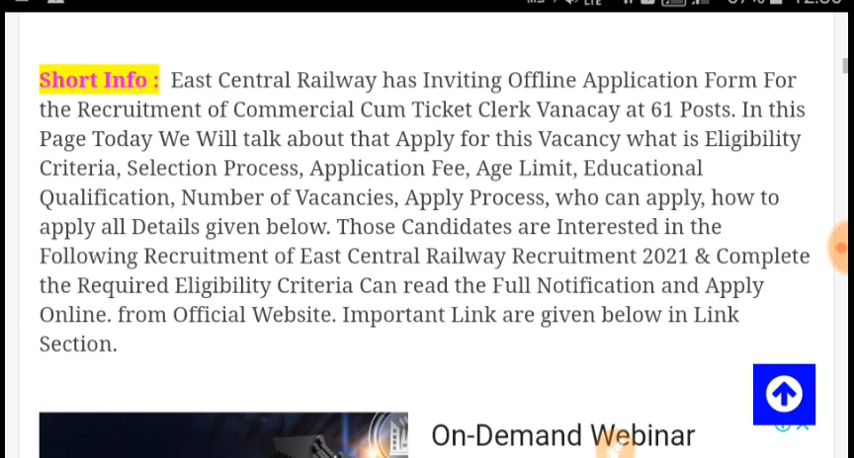 Short Info : East Central Railway has Inviting Offline Application Form For
the Recruitment of Commercial Cum Ticket Clerk Vanacay at 61 Posts. In this
Page Today We Will talk about that Apply for this Vacancy what is Eligibility
Criteria, Selection Process, Application Fee, Age Limit, Educational
Qualification, Number of Vacancies, Apply Process, who can apply, how to
apply all Details given below. Those Candidates are Interested in the
Following Recruitment of East Central Railway Recruitment 2021 & Complete
the Required Eligibility Criteria Can read the Full Notification and Apply
Online. from Official Website. Important Link are given below in Link
Section.
On-Demand Webinar